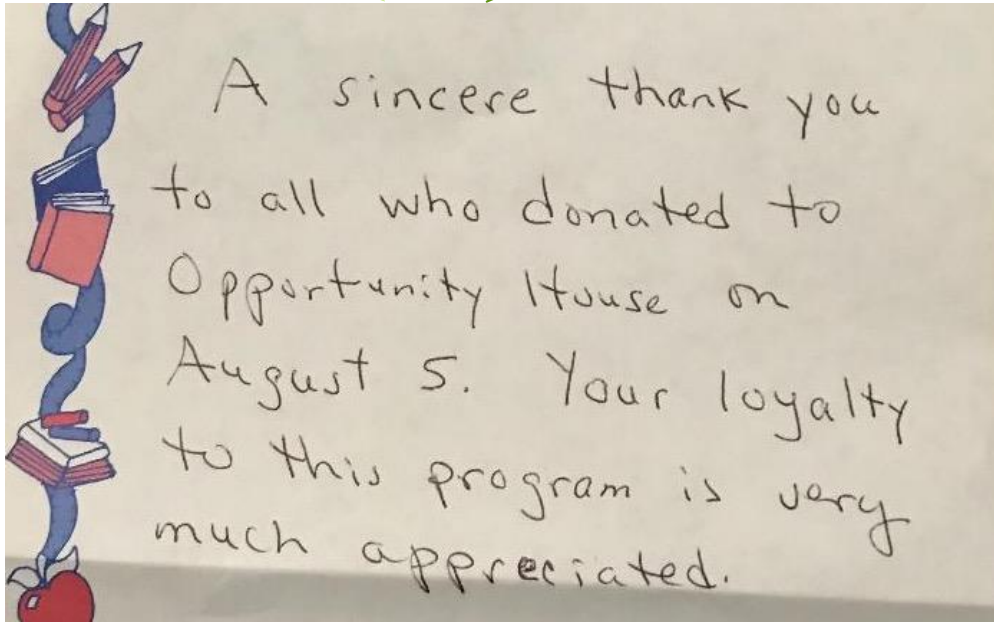 A sincere thank you
to all who donated to
Opportunity House on
August 5. Your loyalty
to this program is very
much appreciated.